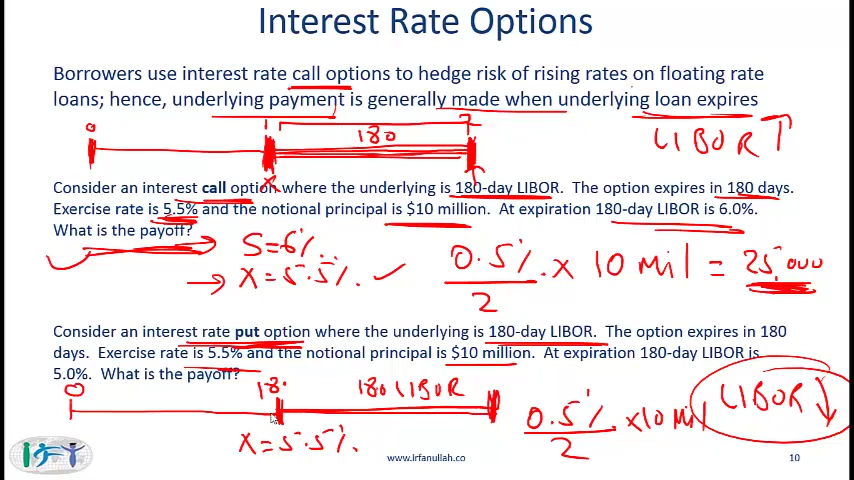 Interest Rate Options
Borrowers use interest rate call options to hedge risk of rising rates on floating rate
loans; hence, underlying payment is generally made when underlying loan expires
0 1 180 2 LIBOR ↑
X
Consider an interest call option where the underlying is 180-day LIBOR. The option expires in 180 days.
Exercise rate is 5.5% and the notional principal is $10 million. At expiration 180-day LIBOR is 6.0%.
What is the payoff?
S=6%
→ X=5.5% ✓
0.5%/2 × 10 Mil = 25,000
Consider an interest rate put option where the underlying is 180-day LIBOR. The option expires in 180
days. Exercise rate is 5.5% and the notional principal is $10 million. At expiration 180-day LIBOR is
5.0%. What is the payoff?
0 180 180 LIBOR
X=5.5%.
0.5%/2 ×10 Mil
LIBOR ↓
IFT
www.irfanullah.co
10